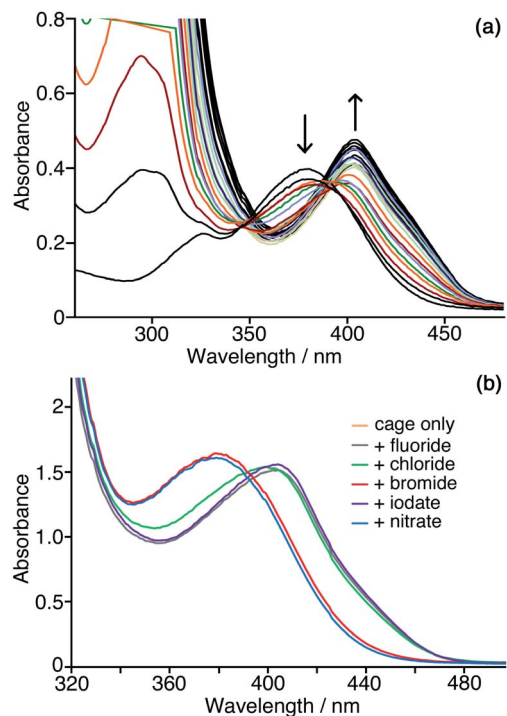 (a)
0.8
0.6
0.4
0.2
0
Absorbance
300
350
400
450
Wavelength / nm
(b)
2
1.5
1.0
0.5
0
Absorbance
cage only
+ fluoride
+ chloride
+ bromide
+ iodate
+ nitrate
320
360
400
440
480
Wavelength / nm